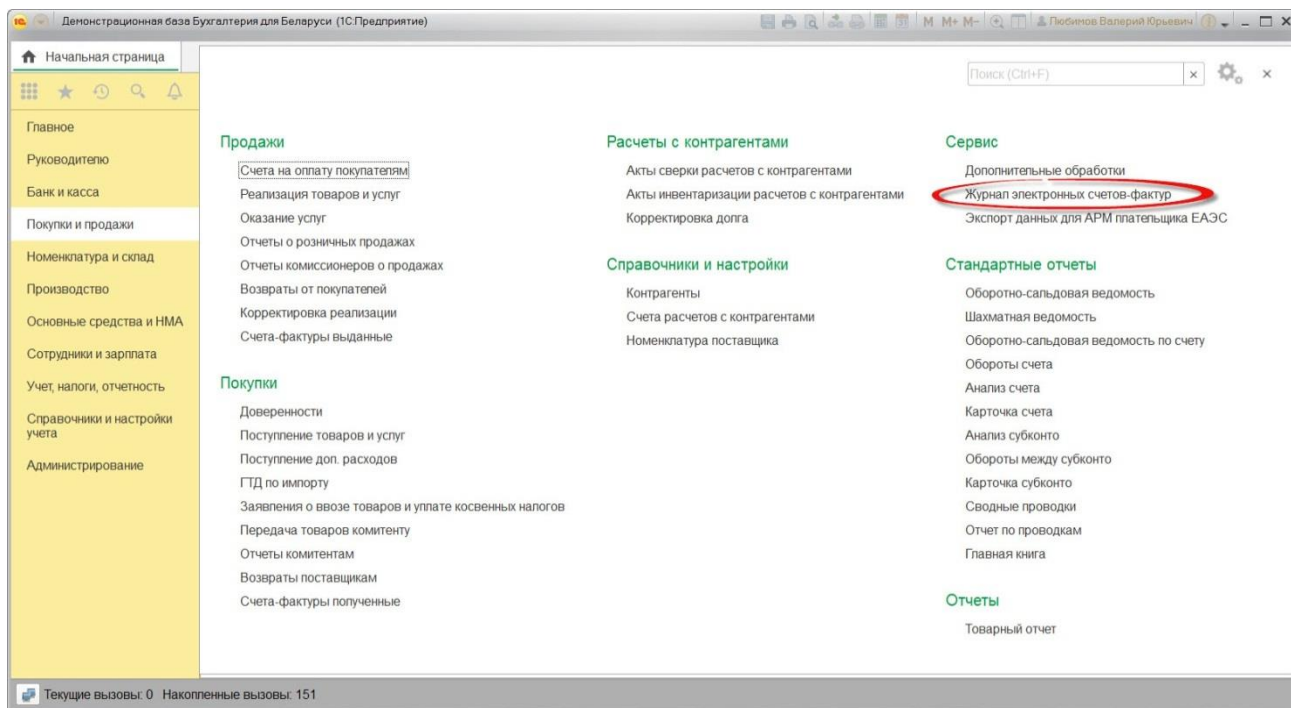 1С
Демонстрационная база Бухгалтерия для Беларуси (1С:Предприятие)
M M+ M-
Любимов Валерий Юрьевич
Начальная страница
Поиск (Ctrl+F)
Главное
Руководителю
Банк и касса
Покупки и продажи
Номенклатура и склад
Производство
Основные средства и НМА
Сотрудники и зарплата
Учет, налоги, отчетность
Справочники и настройки
учета
Администрирование
Продажи
Счета на оплату покупателям
Реализация товаров и услуг
Оказание услуг
Отчеты о розничных продажах
Отчеты комиссионеров о продажах
Возвраты от покупателей
Корректировка реализации
Счета-фактуры выданные
Покупки
Доверенности
Поступление товаров и услуг
Поступление доп. расходов
ГТД по импорту
Заявления о ввозе товаров и уплате косвенных налогов
Передача товаров комитенту
Отчеты комитентам
Возвраты поставщикам
Счета-фактуры полученные
Расчеты с контрагентами
Акты сверки расчетов с контрагентами
Акты инвентаризации расчетов с контрагентами
Корректировка долга
Справочники и настройки
Контрагенты
Счета расчетов с контрагентами
Номенклатура поставщика
Сервис
Дополнительные обработки
Журнал электронных счетов-фактур
Экспорт данных для АРМ плательщика ЕАЭС
Стандартные отчеты
Оборотно-сальдовая ведомость
Шахматная ведомость
Оборотно-сальдовая ведомость по счету
Обороты счета
Анализ счета
Карточка счета
Анализ субконто
Обороты между субконто
Карточка субконто
Сводные проводки
Отчет по проводкам
Главная книга
Отчеты
Товарный отчет
Текущие вызовы: 0 Накопленные вызовы: 151